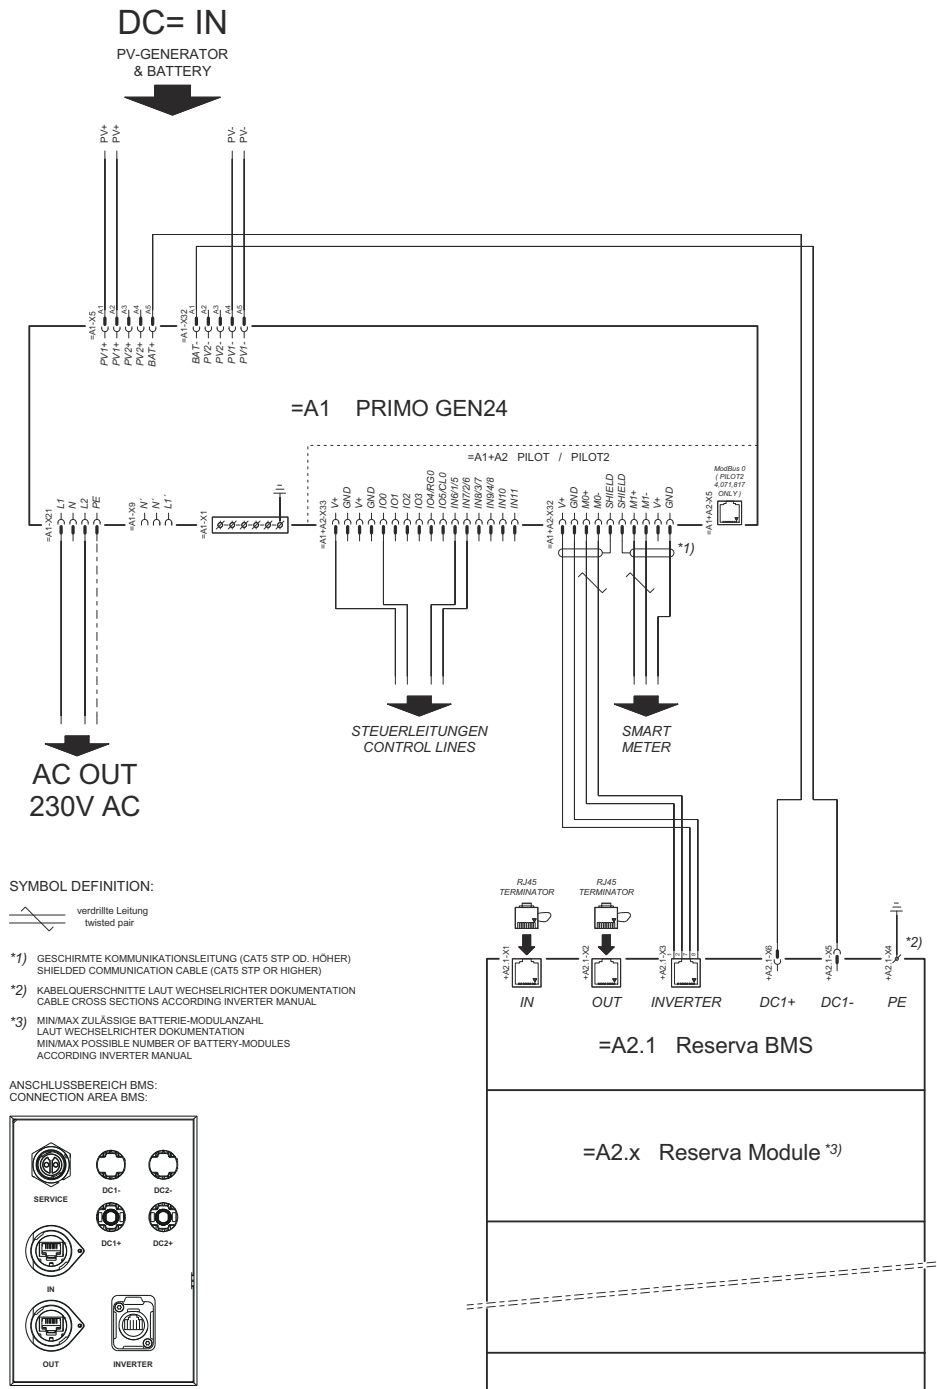 DC= IN
PV-GENERATOR
& BATTERY
PV+
PV+
PV-
PV-
=A1-X5
A1
A2
A3
A4
A5
=A1-X32
A1
A2
A3
A4
A5
PV1+
PV1+
PV2+
PV2+
BAT+
BAT-
PV2-
PV2-
PV1-
PV1-
=A1 PRIMO GEN24
=A1+A2 PILOT / PILOT2
ModBus 0
( PILOT2
4,071,817
ONLY )
=A1-X21
L1
N
L2
PE
=A1-X9
N´
N´
L1´
=A1-X1
=A1+A2-X33
V+
GND
V+
GND
IO0
IO1
IO2
IO3
IO4/RG0
IO5/CL0
IN6/1/5
IN7/2/6
IN8/3/7
IN9/4/8
IN10
IN11
=A1+A2-X32
V+
GND
M0+
M0-
SHIELD
SHIELD
M1+
M1-
V+
GND
=A1+A2-X5
*1)
STEUERLEITUNGEN
CONTROL LINES
SMART
METER
AC OUT
230V AC
SYMBOL DEFINITION:
verdrillte Leitung
twisted pair
*1) GESCHIRMTE KOMMUNIKATIONSLEITUNG (CAT5 STP OD. HÖHER)
SHIELDED COMMUNICATION CABLE (CAT5 STP OR HIGHER)
*2) KABELQUERSCHNITTE LAUT WECHSELRICHTER DOKUMENTATION
CABLE CROSS SECTIONS ACCORDING INVERTER MANUAL
*3) MIN/MAX ZULÄSSIGE BATTERIE-MODULANZAHL
LAUT WECHSELRICHTER DOKUMENTATION
MIN/MAX POSSIBLE NUMBER OF BATTERY-MODULES
ACCORDING INVERTER MANUAL
ANSCHLUSSBEREICH BMS:
CONNECTION AREA BMS:
SERVICE
DC1-
DC2-
DC1+
DC2+
IN
OUT
INVERTER
RJ45
TERMINATOR
RJ45
TERMINATOR
+A2.1-X1
+A2.1-X2
+A2.1-X3
+A2.1-X6
+A2.1-X5
+A2.1-X4
*2)
IN
OUT
INVERTER
DC1+
DC1-
PE
=A2.1 Reserva BMS
=A2.x Reserva Module *3)